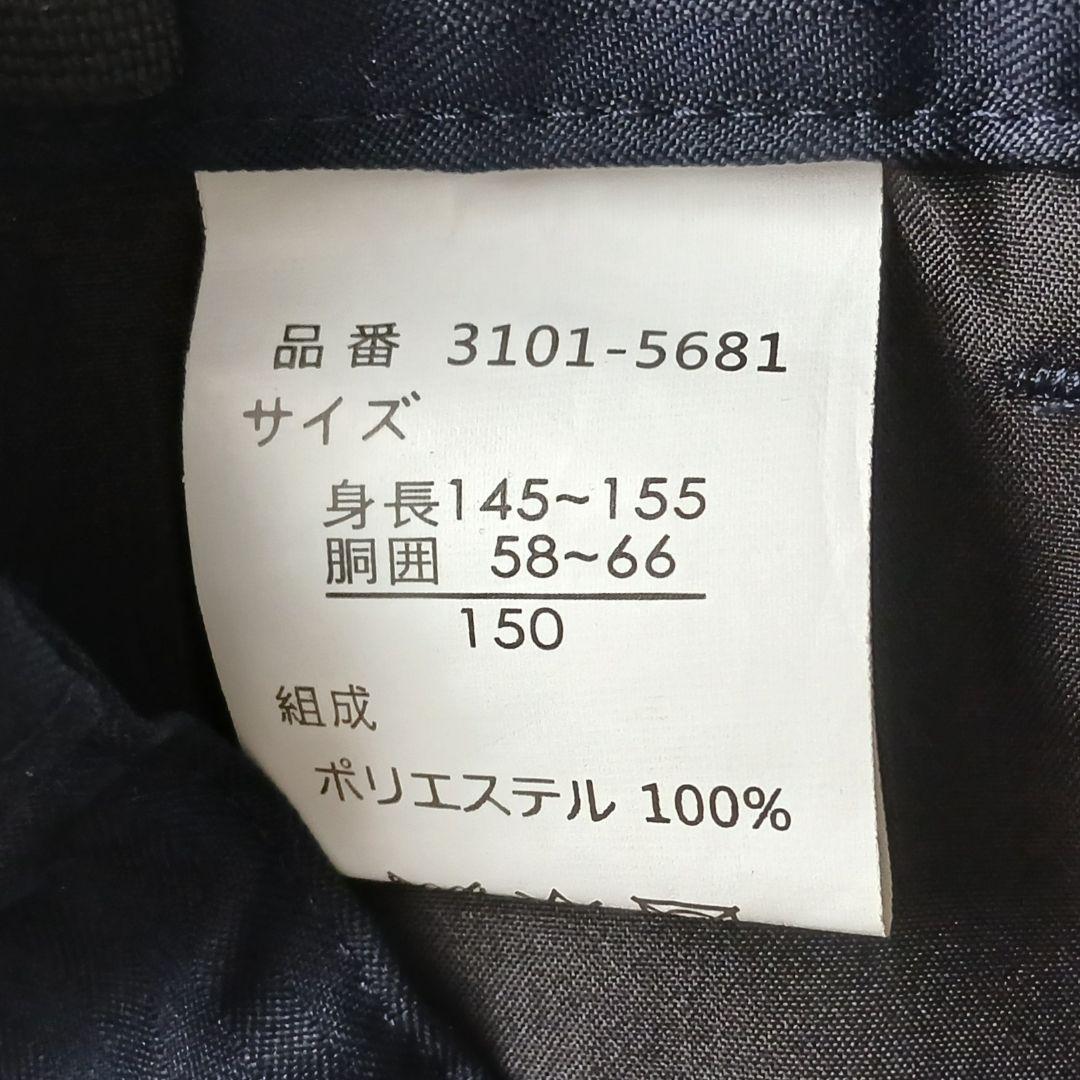 品番 3101-5681
サイズ
身長145~155
胴囲 58~66
150
組成
ポリエステル 100%